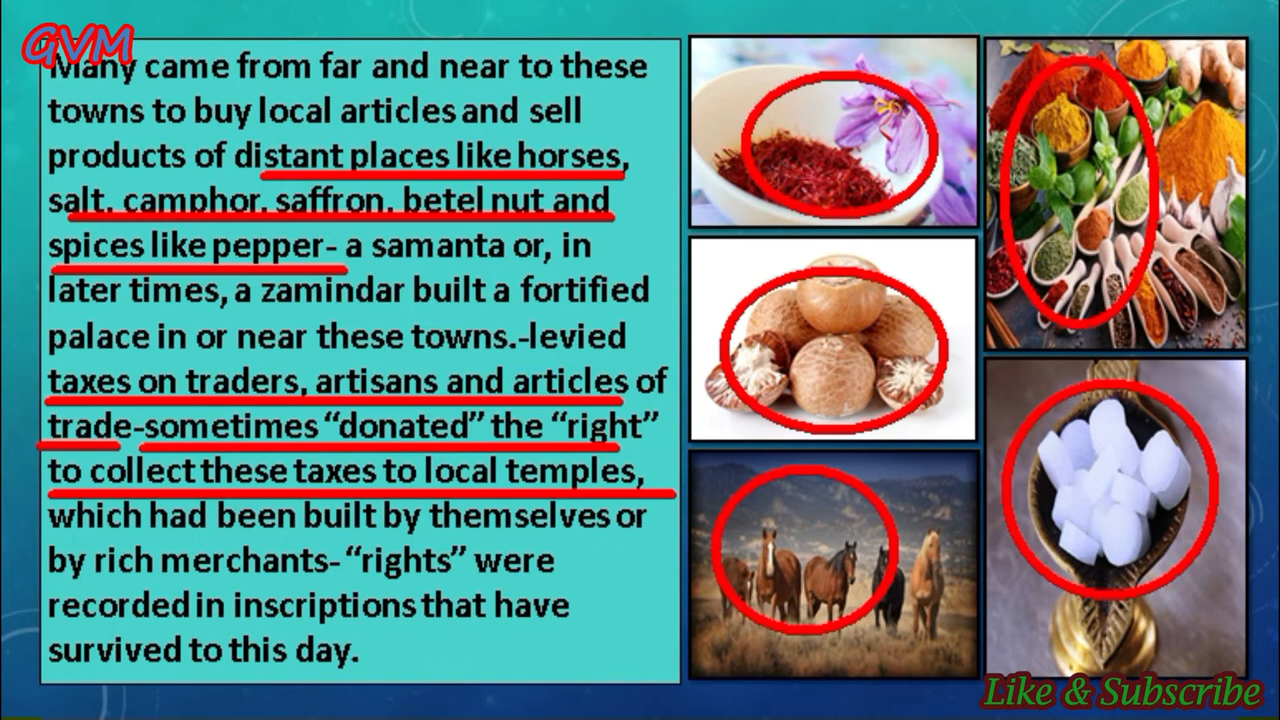 GVM
Many came from far and near to these
towns to buy local articles and sell
products of distant places like horses,
salt, camphor, saffron, betel nut and
spices like pepper- a samanta or, in
later times, a zamindar built a fortified
palace in or near these towns.-levied
taxes on traders, artisans and articles of
trade-sometimes “donated” the “right”
to collect these taxes to local temples,
which had been built by themselves or
by rich merchants- “rights” were
recorded in inscriptions that have
survived to this day.
Like & Subscribe